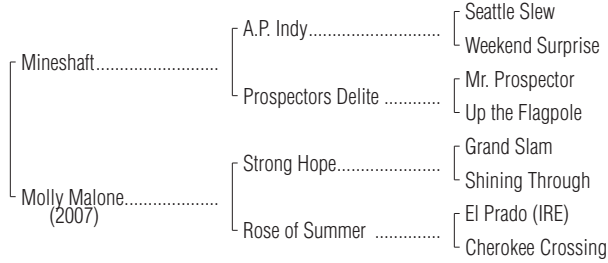 Seattle Slew
A.P. Indy............................
Weekend Surprise
Mineshaft..........................
Mr. Prospector
Prospectors Delite ............
Up the Flagpole
Grand Slam
Strong Hope......................
Shining Through
Molly Malone....................
(2007)
El Prado (IRE)
Rose of Summer ..............
Cherokee Crossing